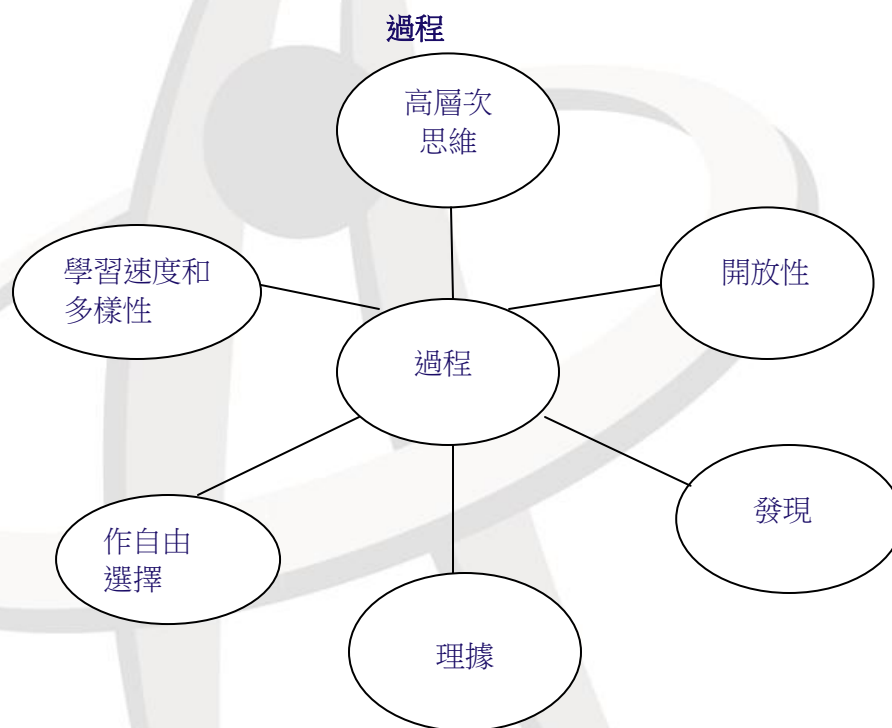 過程
高層次
思維
學習速度和
多樣性
開放性
過程
發現
作自由
選擇
理據